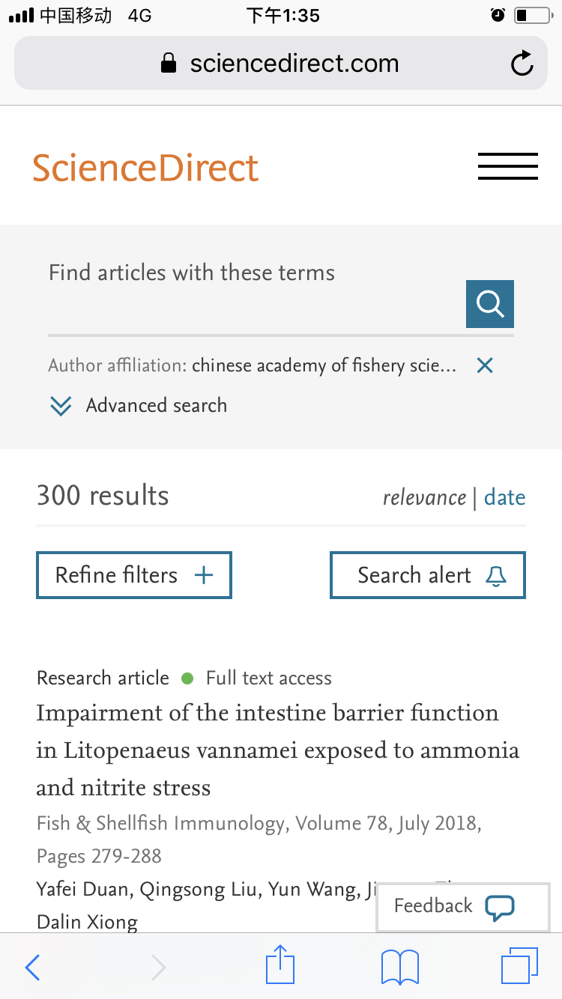 中国移动 4G 下午1:35
sciencedirect.com
ScienceDirect
Find articles with these terms
Author affiliation: chinese academy of fishery scie...
Advanced search
300 results relevance | date
Refine filters Search alert
Research article Full text access
Impairment of the intestine barrier function
in Litopenaeus vannamei exposed to ammonia
and nitrite stress
Fish & Shellfish Immunology, Volume 78, July 2018,
Pages 279-288
Yafei Duan, Qingsong Liu, Yun Wang,
Dalin Xiong
Feedback